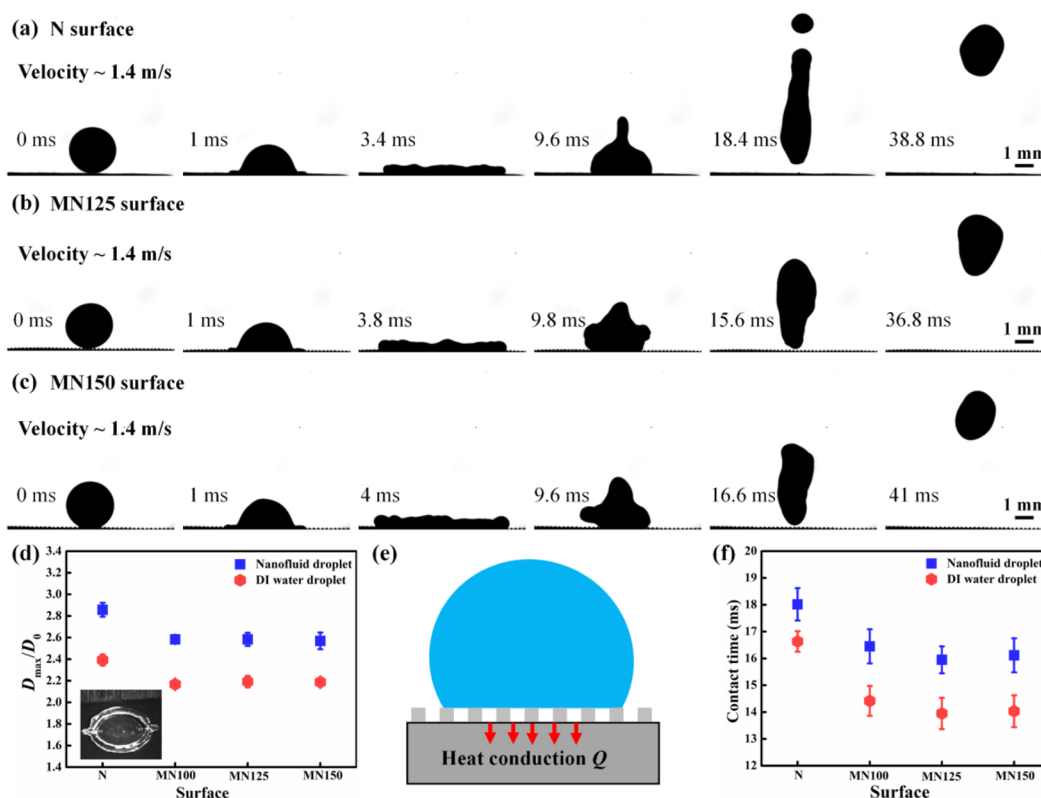 (a) N surface
Velocity ~ 1.4 m/s
0 ms 1 ms 3.4 ms 9.6 ms 18.4 ms 38.8 ms
1 mm
(b) MN125 surface
Velocity ~ 1.4 m/s
0 ms 1 ms 3.8 ms 9.8 ms 15.6 ms 36.8 ms
1 mm
(c) MN150 surface
Velocity ~ 1.4 m/s
0 ms 1 ms 4 ms 9.6 ms 16.6 ms 41 ms
1 mm
(d)
3.4
3.2
3.0
2.8
2.6
2.4
2.2
2.0
1.8
1.6
1.4
Dmax/D0
Nanofluid droplet
DI water droplet
N MN100 MN125 MN150
Surface
(e)
Heat conduction Q
(f)
20
19
18
17
16
15
14
13
12
Contact time (ms)
Nanofluid droplet
DI water droplet
N MN100 MN125 MN150
Surface